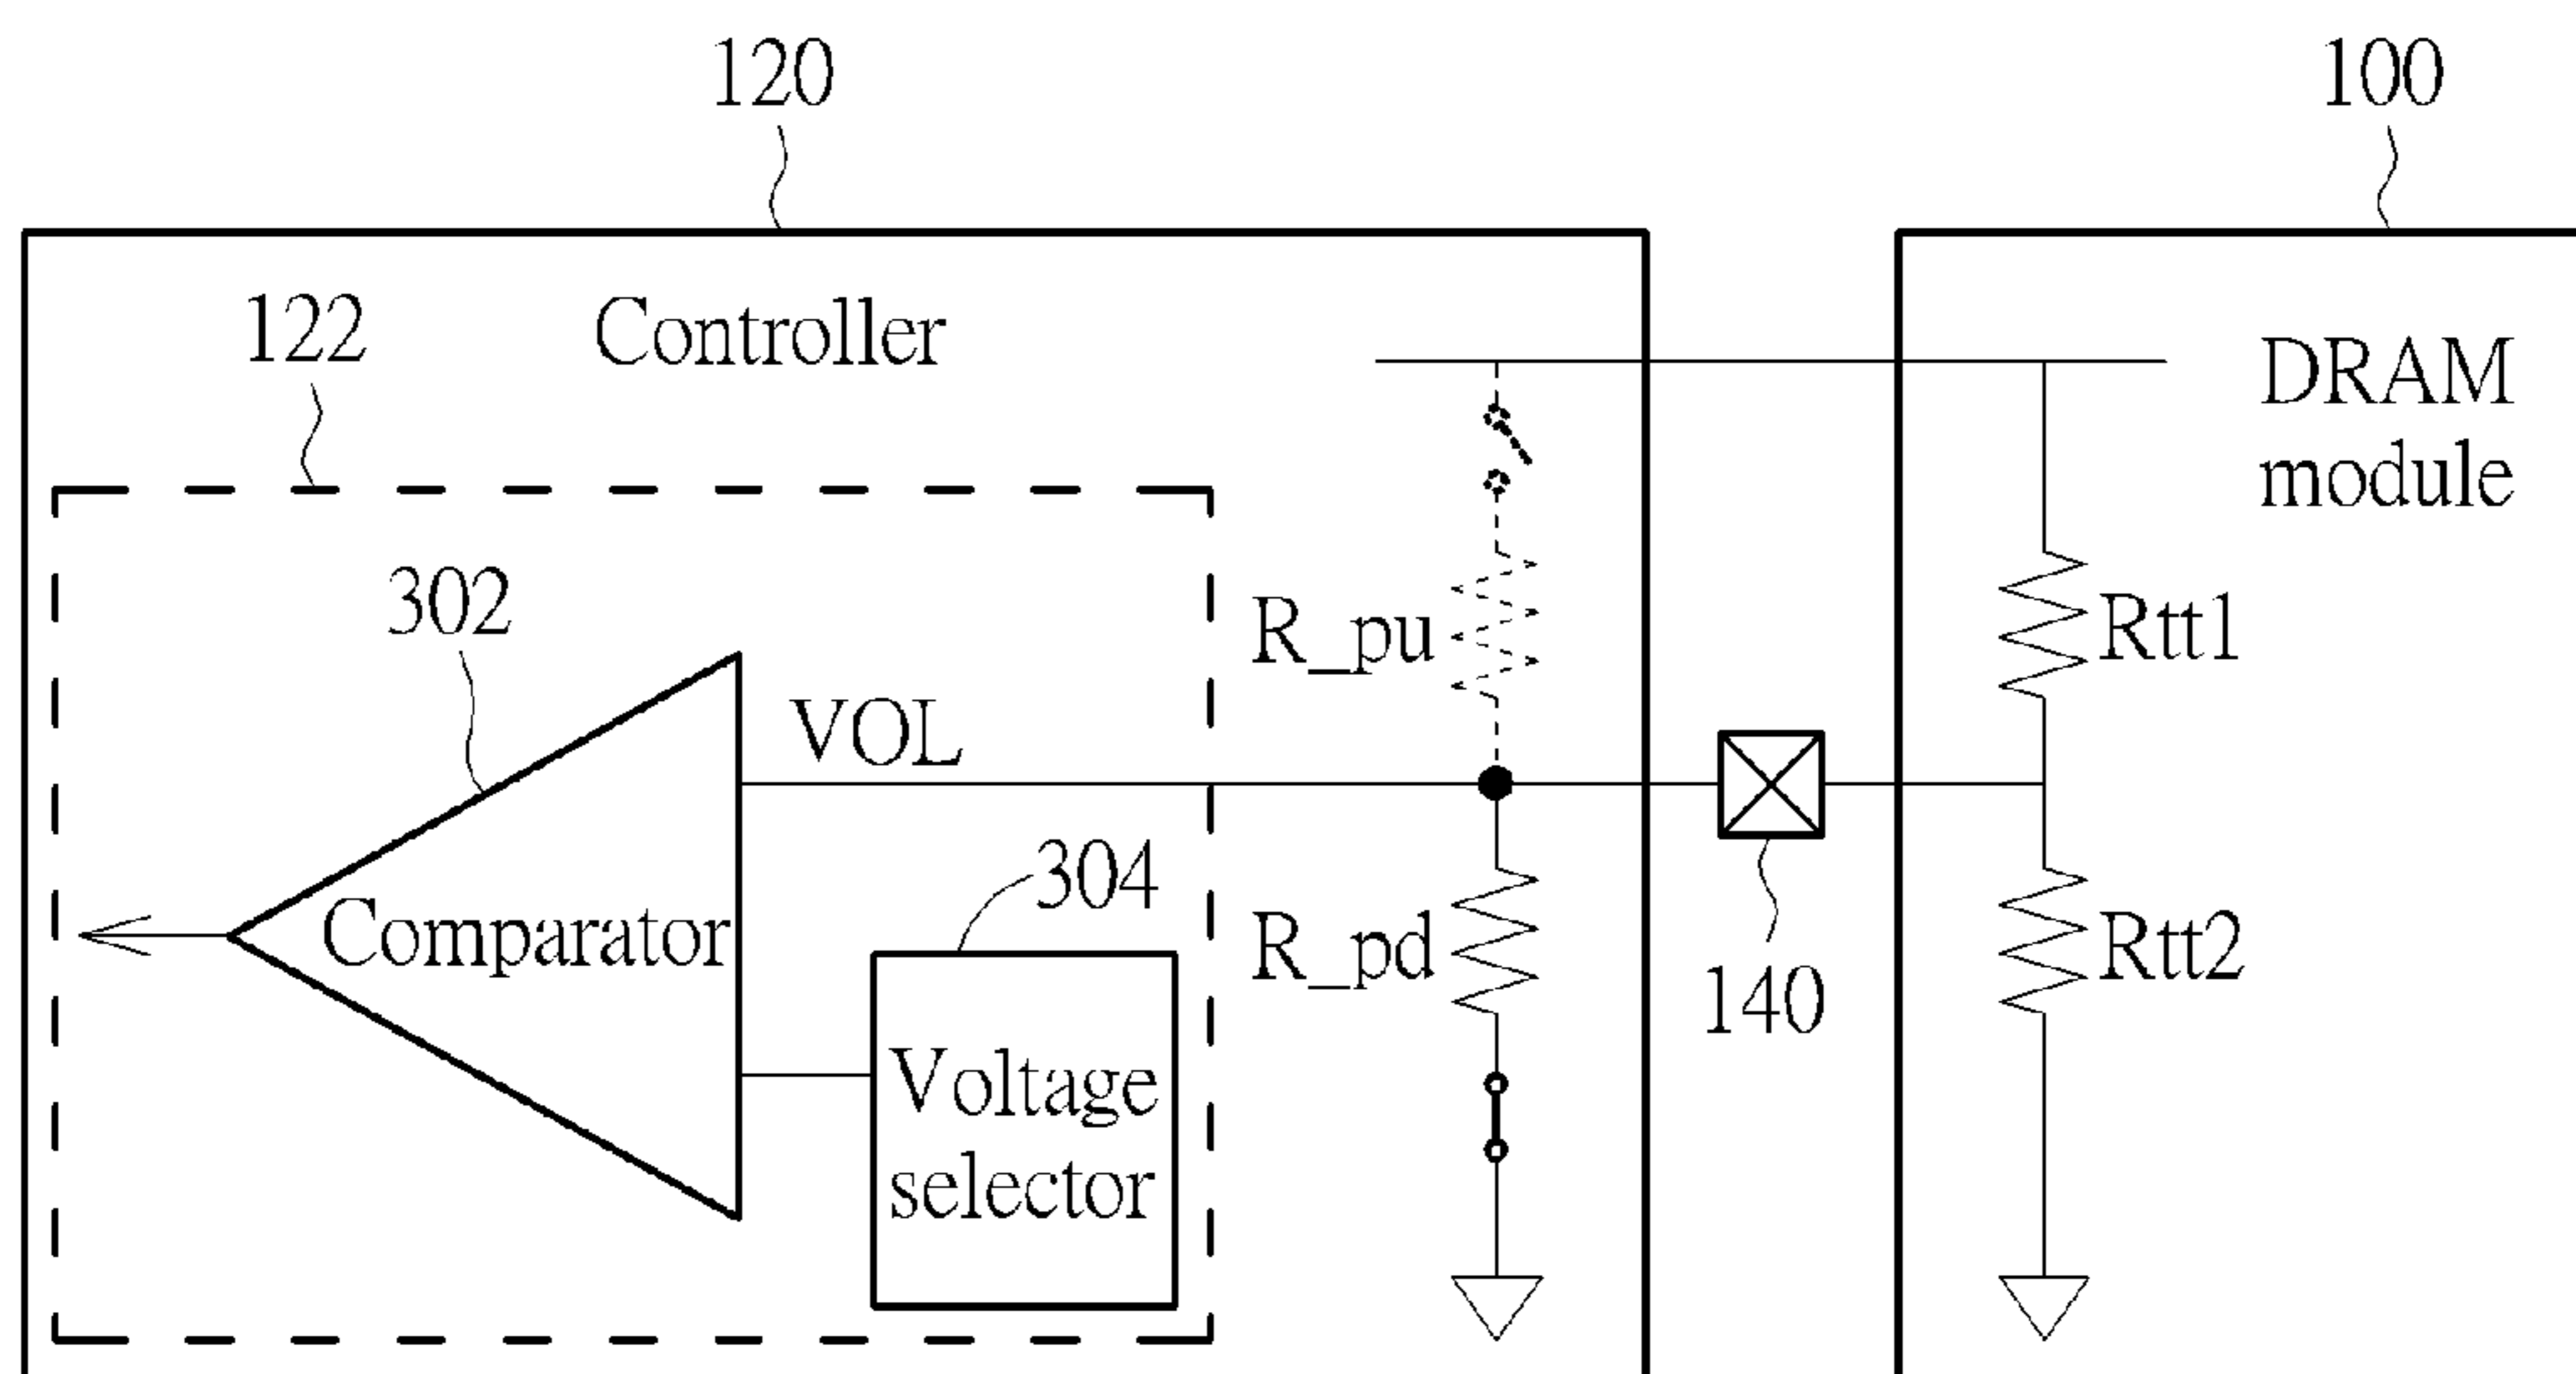 120
100
122
Controller
DRAM
module
302
R_pu
Rtt1
VOL
304
Comparator
R_pd
140
Rtt2
Voltage
selector